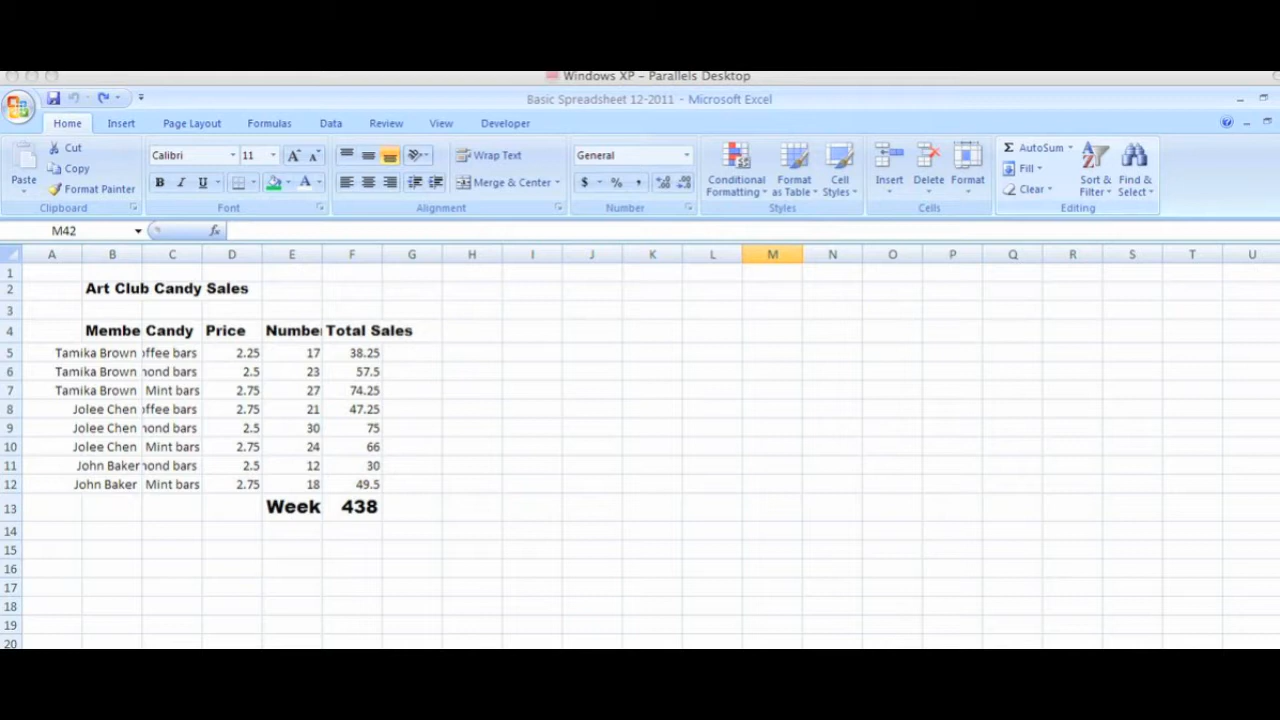 Windows XP – Parallels Desktop
Basic Spreadsheet 12-2011 - Microsoft Excel
Home Insert Page Layout Formulas Data Review View Developer
Cut
Copy
Format Painter
Paste
Calibri 11
B I U
Wrap Text
Merge & Center
General
$ % ,
Conditional Formatting
Format as Table
Cell Styles
Insert Delete Format
Σ AutoSum
Fill
Clear
Sort & Filter
Find & Select
Clipboard Font Alignment Number Styles Cells Editing
M42 fx
A B C D E F G H I J K L M N O P Q R S T U
1
2 Art Club Candy Sales
3
4 Membe Candy Price Numbe Total Sales
5 Tamika Brown offee bars 2.25 17 38.25
6 Tamika Brown nond bars 2.5 23 57.5
7 Tamika Brown Mint bars 2.75 27 74.25
8 Jolee Chen offee bars 2.75 21 47.25
9 Jolee Chen nond bars 2.5 30 75
10 Jolee Chen Mint bars 2.75 24 66
11 John Baker nond bars 2.5 12 30
12 John Baker Mint bars 2.75 18 49.5
13 Week 438
14
15
16
17
18
19
20